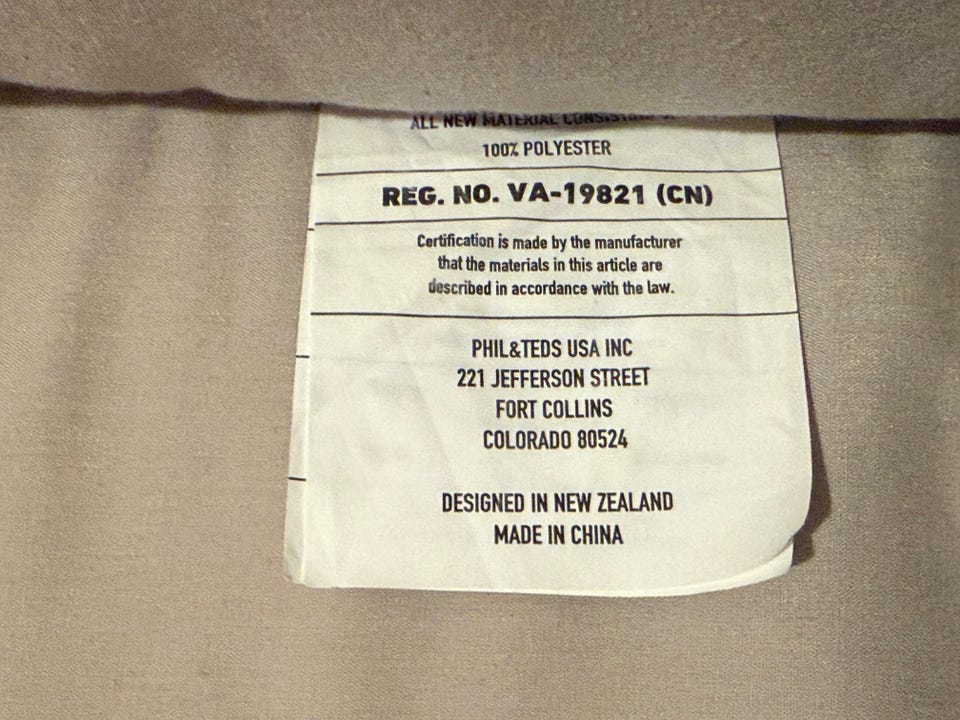 ALL NEW MATERIAL CONSISTING OF
100% POLYESTER
REG. NO. VA-19821 (CN)
Certification is made by the manufacturer
that the materials in this article are
described in accordance with the law.
PHIL&TEDS USA INC
221 JEFFERSON STREET
FORT COLLINS
COLORADO 80524
DESIGNED IN NEW ZEALAND
MADE IN CHINA